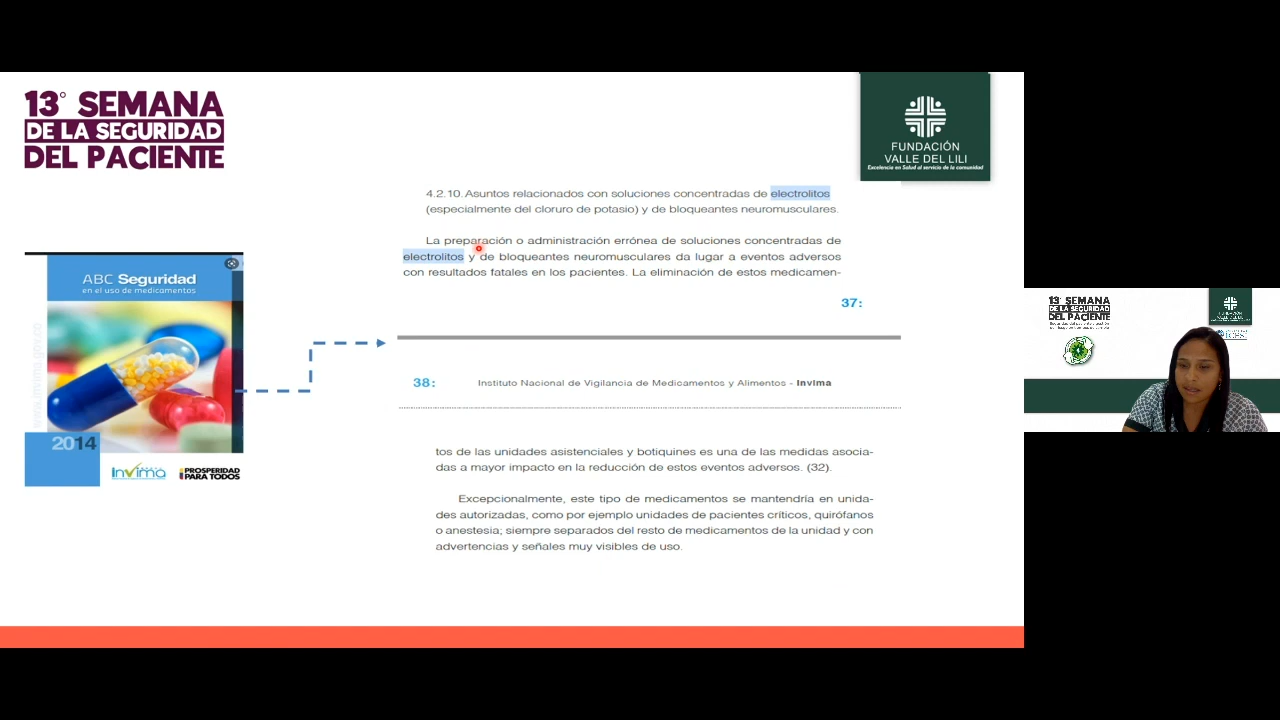 13° SEMANA
DE LA SEGURIDAD
DEL PACIENTE
FUNDACIÓN
VALLE DEL LILI
Excelencia en Salud al servicio de la comunidad
4.2.10. Asuntos relacionados con soluciones concentradas de electrolitos
(especialmente del cloruro de potasio) y de bloqueantes neuromusculares.
La preparación o administración errónea de soluciones concentradas de
electrolitos y de bloqueantes neuromusculares da lugar a eventos adversos
con resultados fatales en los pacientes. La eliminación de estos medicamen-
37:
38:
Instituto Nacional de Vigilancia de Medicamentos y Alimentos - Invima
tos de las unidades asistenciales y botiquines es una de las medidas asocia-
das a mayor impacto en la reducción de estos eventos adversos. (32).
Excepcionalmente, este tipo de medicamentos se mantendría en unida-
des autorizadas, como por ejemplo unidades de pacientes críticos, quirófanos
o anestesia; siempre separados del resto de medicamentos de la unidad y con
advertencias y señales muy visibles de uso.
ABC Seguridad
en el uso de medicamentos
2014
invima
PROSPERIDAD
PARA TODOS
13° SEMANA
DE LA SEGURIDAD
DEL PACIENTE
FUNDACIÓN
VALLE DEL LILI